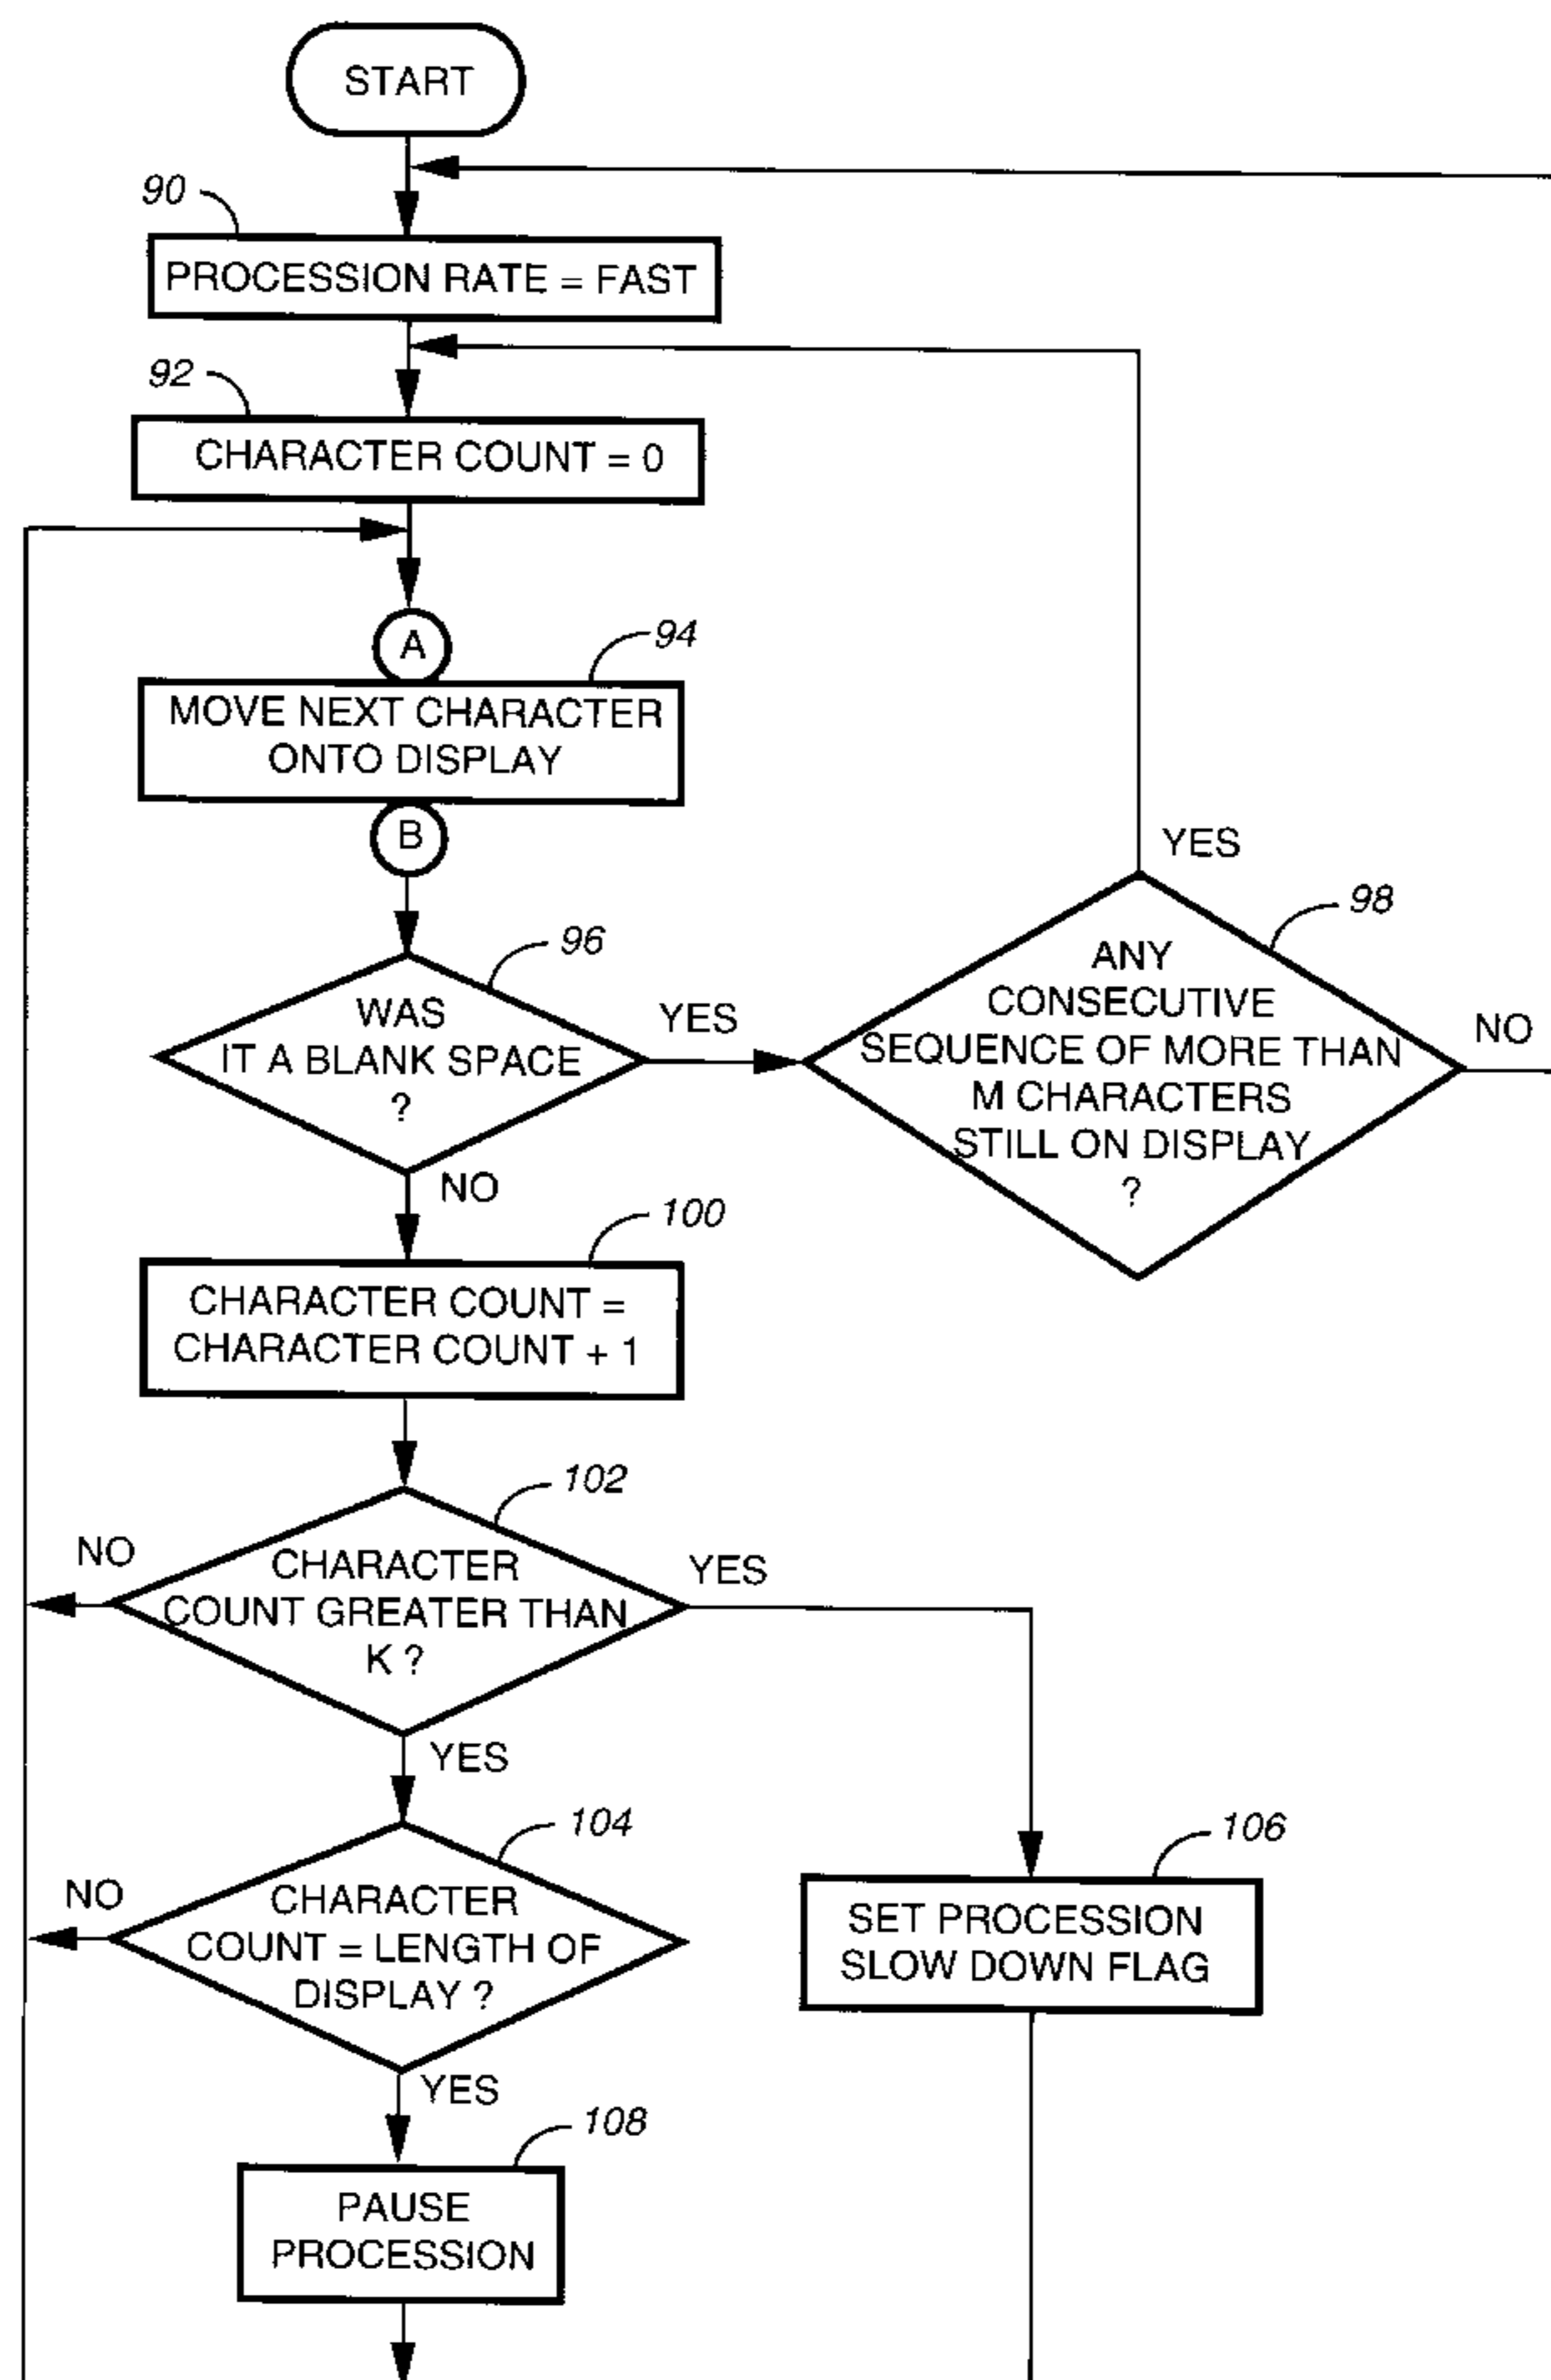 START
90
PROCESSION RATE = FAST
92
CHARACTER COUNT = 0
A
94
MOVE NEXT CHARACTER
ONTO DISPLAY
B
96
WAS
IT A BLANK SPACE
?
YES
NO
98
ANY
CONSECUTIVE
SEQUENCE OF MORE THAN
M CHARACTERS
STILL ON DISPLAY
?
YES
NO
100
CHARACTER COUNT =
CHARACTER COUNT + 1
102
CHARACTER
COUNT GREATER THAN
K ?
NO
YES
YES
104
CHARACTER
COUNT = LENGTH OF
DISPLAY ?
NO
YES
106
SET PROCESSION
SLOW DOWN FLAG
108
PAUSE
PROCESSION